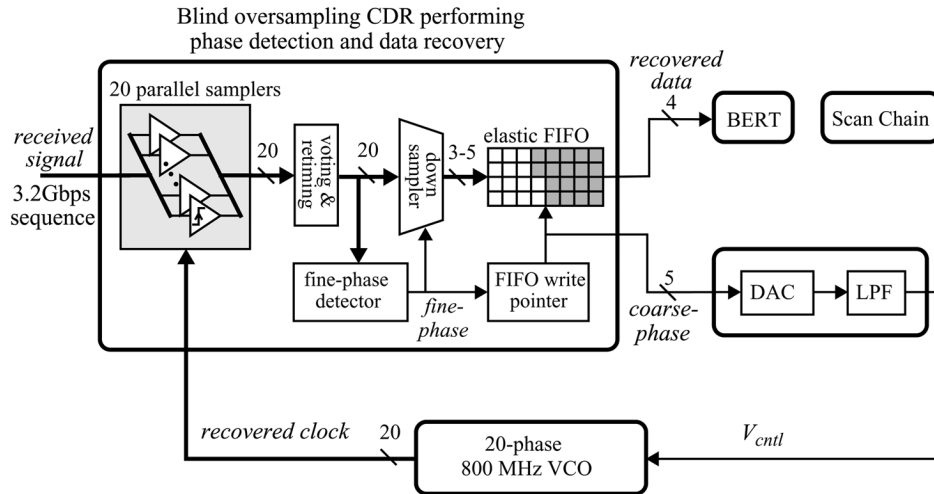 Blind oversampling CDR performing
phase detection and data recovery
20 parallel samplers
received
signal
3.2Gbps
sequence
20
voting &
retiming
20
down
sampler
3-5
elastic FIFO
recovered
data
4
BERT
Scan Chain
fine-phase
detector
fine-
phase
FIFO write
pointer
5
coarse-
phase
DAC
LPF
recovered clock
20
20-phase
800 MHz VCO
Vcntl